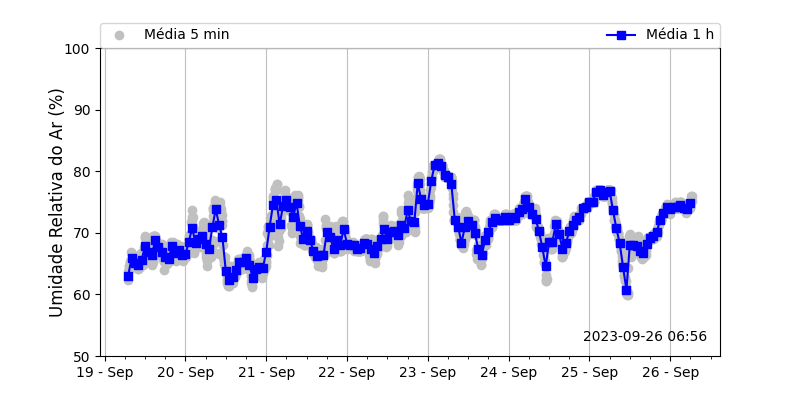 Média 5 min
Média 1 h
Umidade Relativa do Ar (%)
100
90
80
70
60
50
2023-09-26 06:56
19 - Sep
20 - Sep
21 - Sep
22 - Sep
23 - Sep
24 - Sep
25 - Sep
26 - Sep